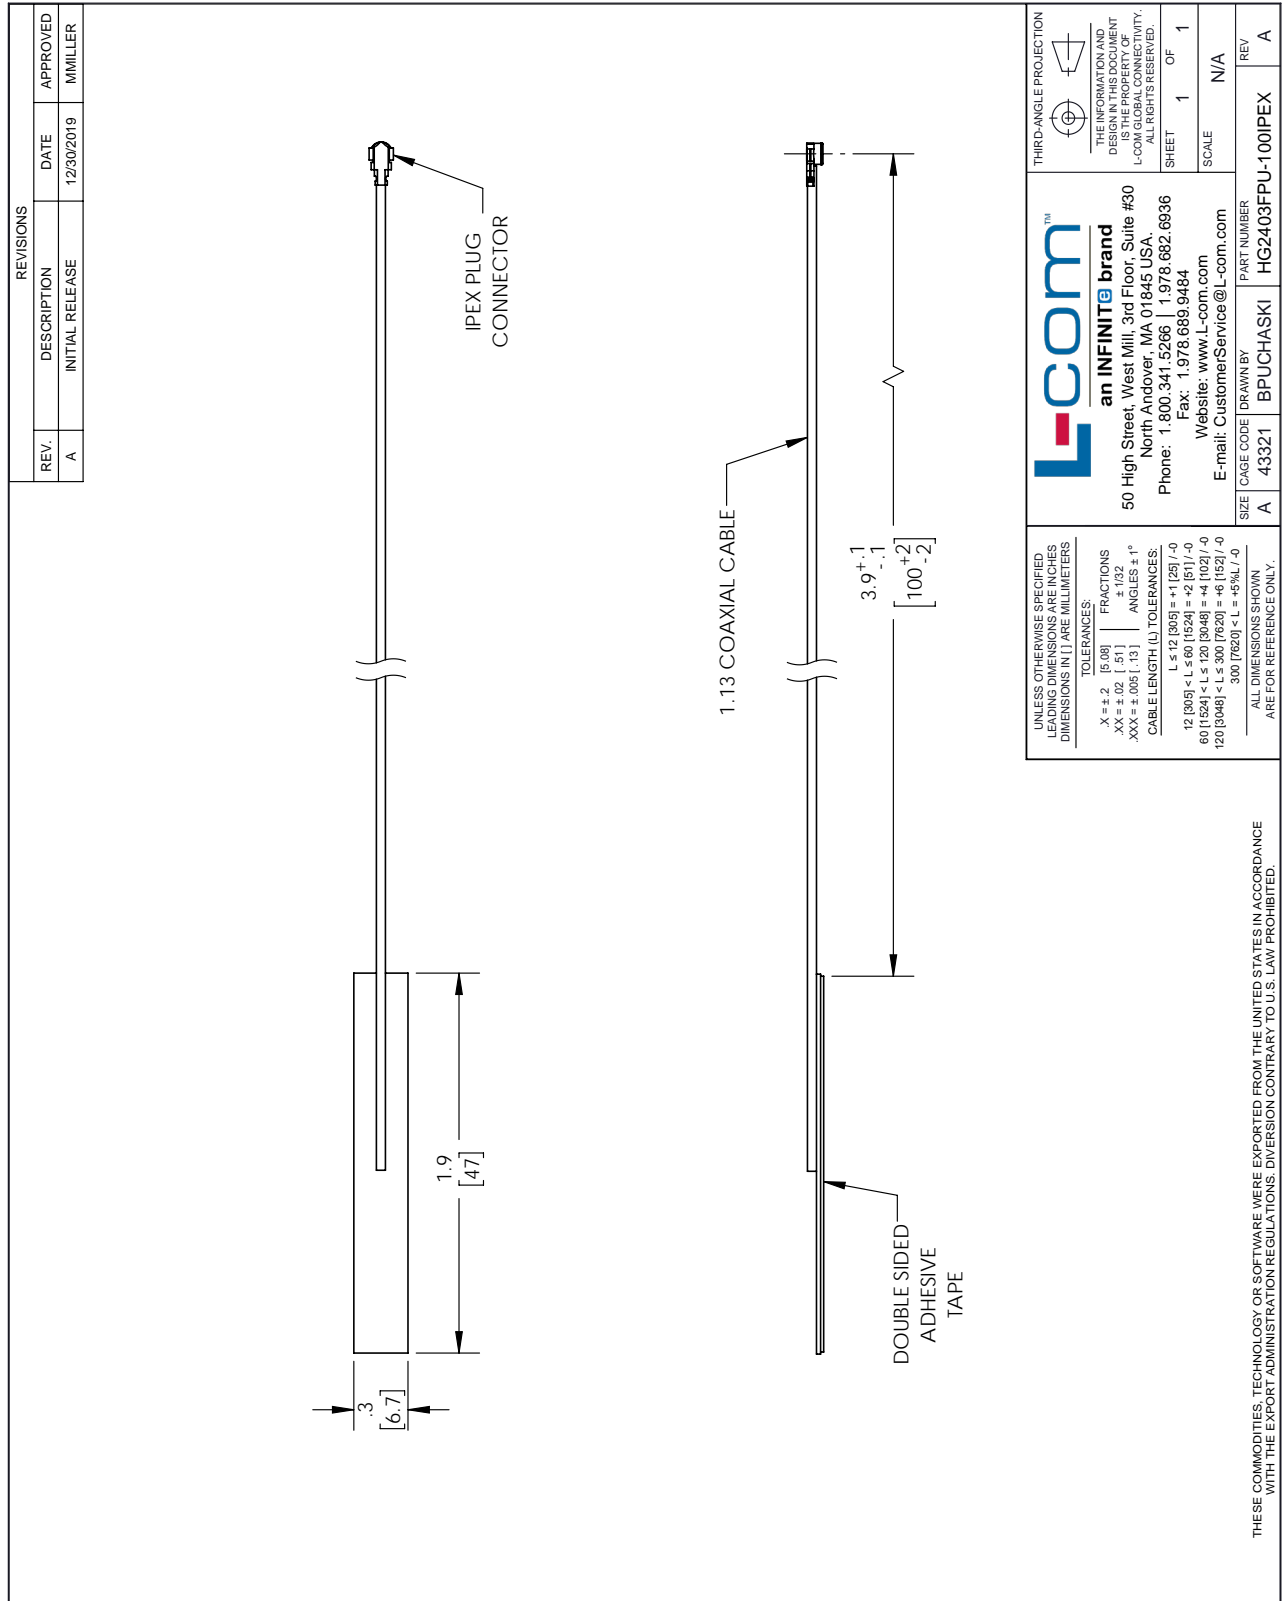 REVISIONS
REV.
DESCRIPTION
DATE
APPROVED
A
INITIAL RELEASE
12/30/2019
MMILLER
IPEX PLUG
CONNECTOR
1.9
[47]
.3
[6.7]
1.13 COAXIAL CABLE
3.9 +.1 -.1
[100 +2 -2]
DOUBLE SIDED
ADHESIVE
TAPE
UNLESS OTHERWISE SPECIFIED
LEADING DIMENSIONS ARE INCHES
DIMENSIONS IN [ ] ARE MILLIMETERS
TOLERANCES:
.X = ± .2 [5.08]
.XX = ± .02 [.51]
.XXX = ± .005 [.13]
FRACTIONS
± 1/32
ANGLES ± 1°
CABLE LENGTH (L) TOLERANCES:
L ≤ 12 [305] = +1 [25] / -0
12 [305] < L ≤ 60 [1524] = +2 [51] / -0
60 [1524] < L ≤ 120 [3048] = +4 [102] / -0
120 [3048] < L ≤ 300 [7620] = +6 [152] / -0
300 [7620] < L = +5%L / -0
ALL DIMENSIONS SHOWN
ARE FOR REFERENCE ONLY.
L-com™
an INFINITe brand
50 High Street, West Mill, 3rd Floor, Suite #30
North Andover, MA 01845 USA.
Phone: 1.800.341.5266 | 1.978.682.6936
Fax: 1.978.689.9484
Website: www.L-com.com
E-mail: CustomerService@L-com.com
THIRD-ANGLE PROJECTION
THE INFORMATION AND
DESIGN IN THIS DOCUMENT
IS THE PROPERTY OF
L-COM GLOBAL CONNECTIVITY.
ALL RIGHTS RESERVED.
SHEET
1 OF 1
SCALE
N/A
SIZE
A
CAGE CODE
43321
DRAWN BY
BPUCHASKI
PART NUMBER
HG2403FPU-100IPEX
REV
A
THESE COMMODITIES, TECHNOLOGY OR SOFTWARE WERE EXPORTED FROM THE UNITED STATES IN ACCORDANCE
WITH THE EXPORT ADMINISTRATION REGULATIONS. DIVERSION CONTRARY TO U.S. LAW PROHIBITED.